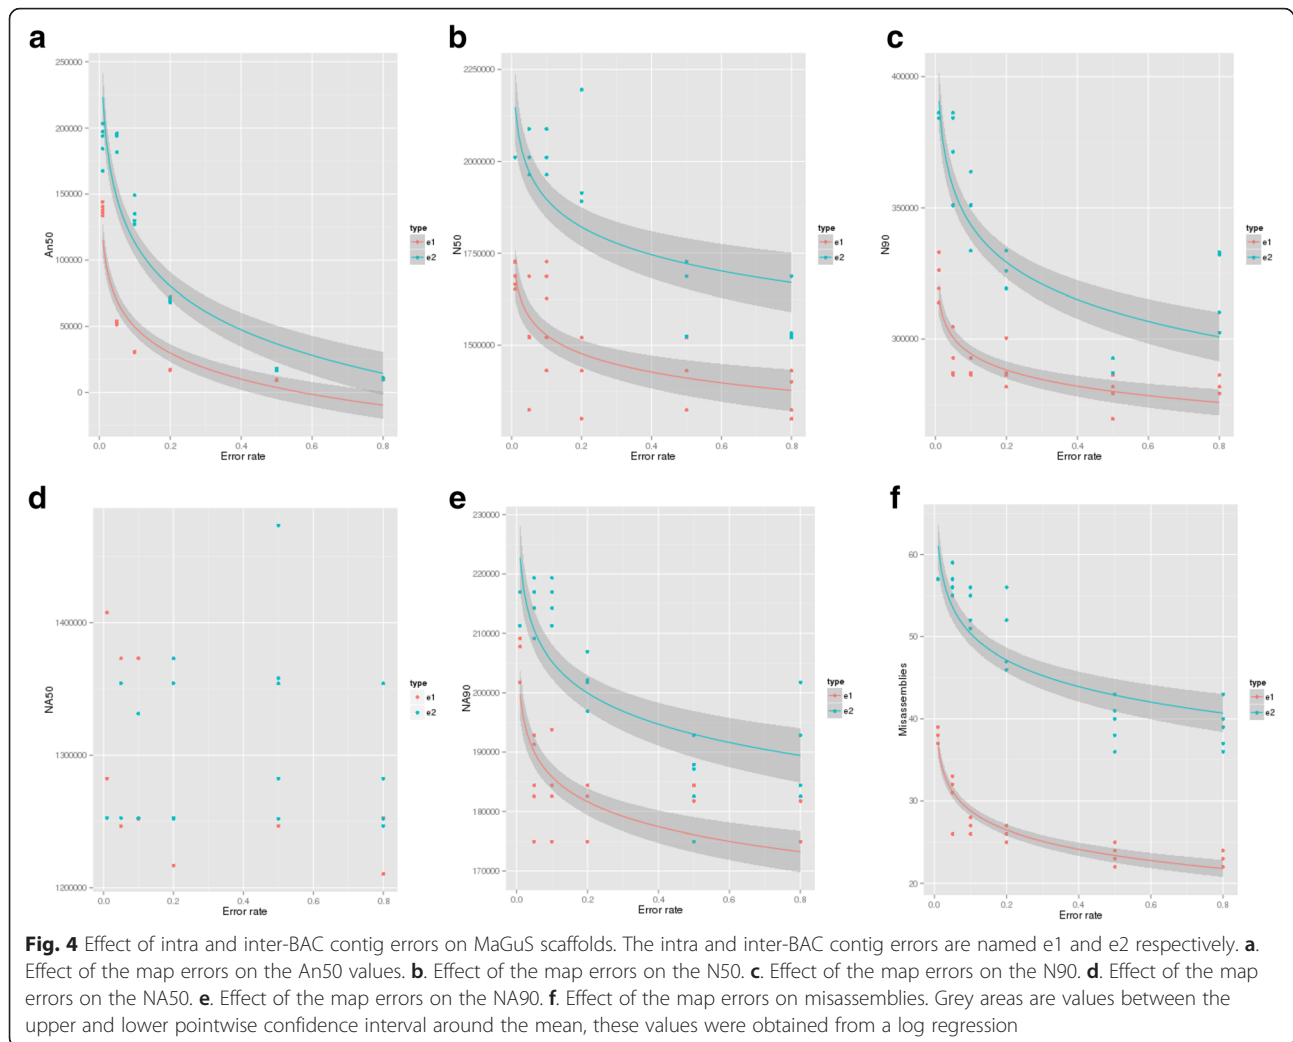 a
250000
200000
150000
100000
50000
0
An50
0.0 0.2 0.4 0.6 0.8
Error rate
type
e1
e2
b
2250000
2000000
1750000
1500000
N50
0.0 0.2 0.4 0.6 0.8
Error rate
type
e1
e2
c
400000
350000
300000
N90
0.0 0.2 0.4 0.6 0.8
Error rate
type
e1
e2
d
1400000
1300000
1200000
NA50
0.0 0.2 0.4 0.6 0.8
Error rate
type
e1
e2
e
230000
220000
210000
200000
190000
180000
170000
NA90
0.0 0.2 0.4 0.6 0.8
Error rate
type
e1
e2
f
60
50
40
30
20
Misassemblies
0.0 0.2 0.4 0.6 0.8
Error rate
type
e1
e2
Fig. 4 Effect of intra and inter-BAC contig errors on MaGuS scaffolds. The intra and inter-BAC contig errors are named e1 and e2 respectively. a.
Effect of the map errors on the An50 values. b. Effect of the map errors on the N50. c. Effect of the map errors on the N90. d. Effect of the map
errors on the NA50. e. Effect of the map errors on the NA90. f. Effect of the map errors on misassemblies. Grey areas are values between the
upper and lower pointwise confidence interval around the mean, these values were obtained from a log regression